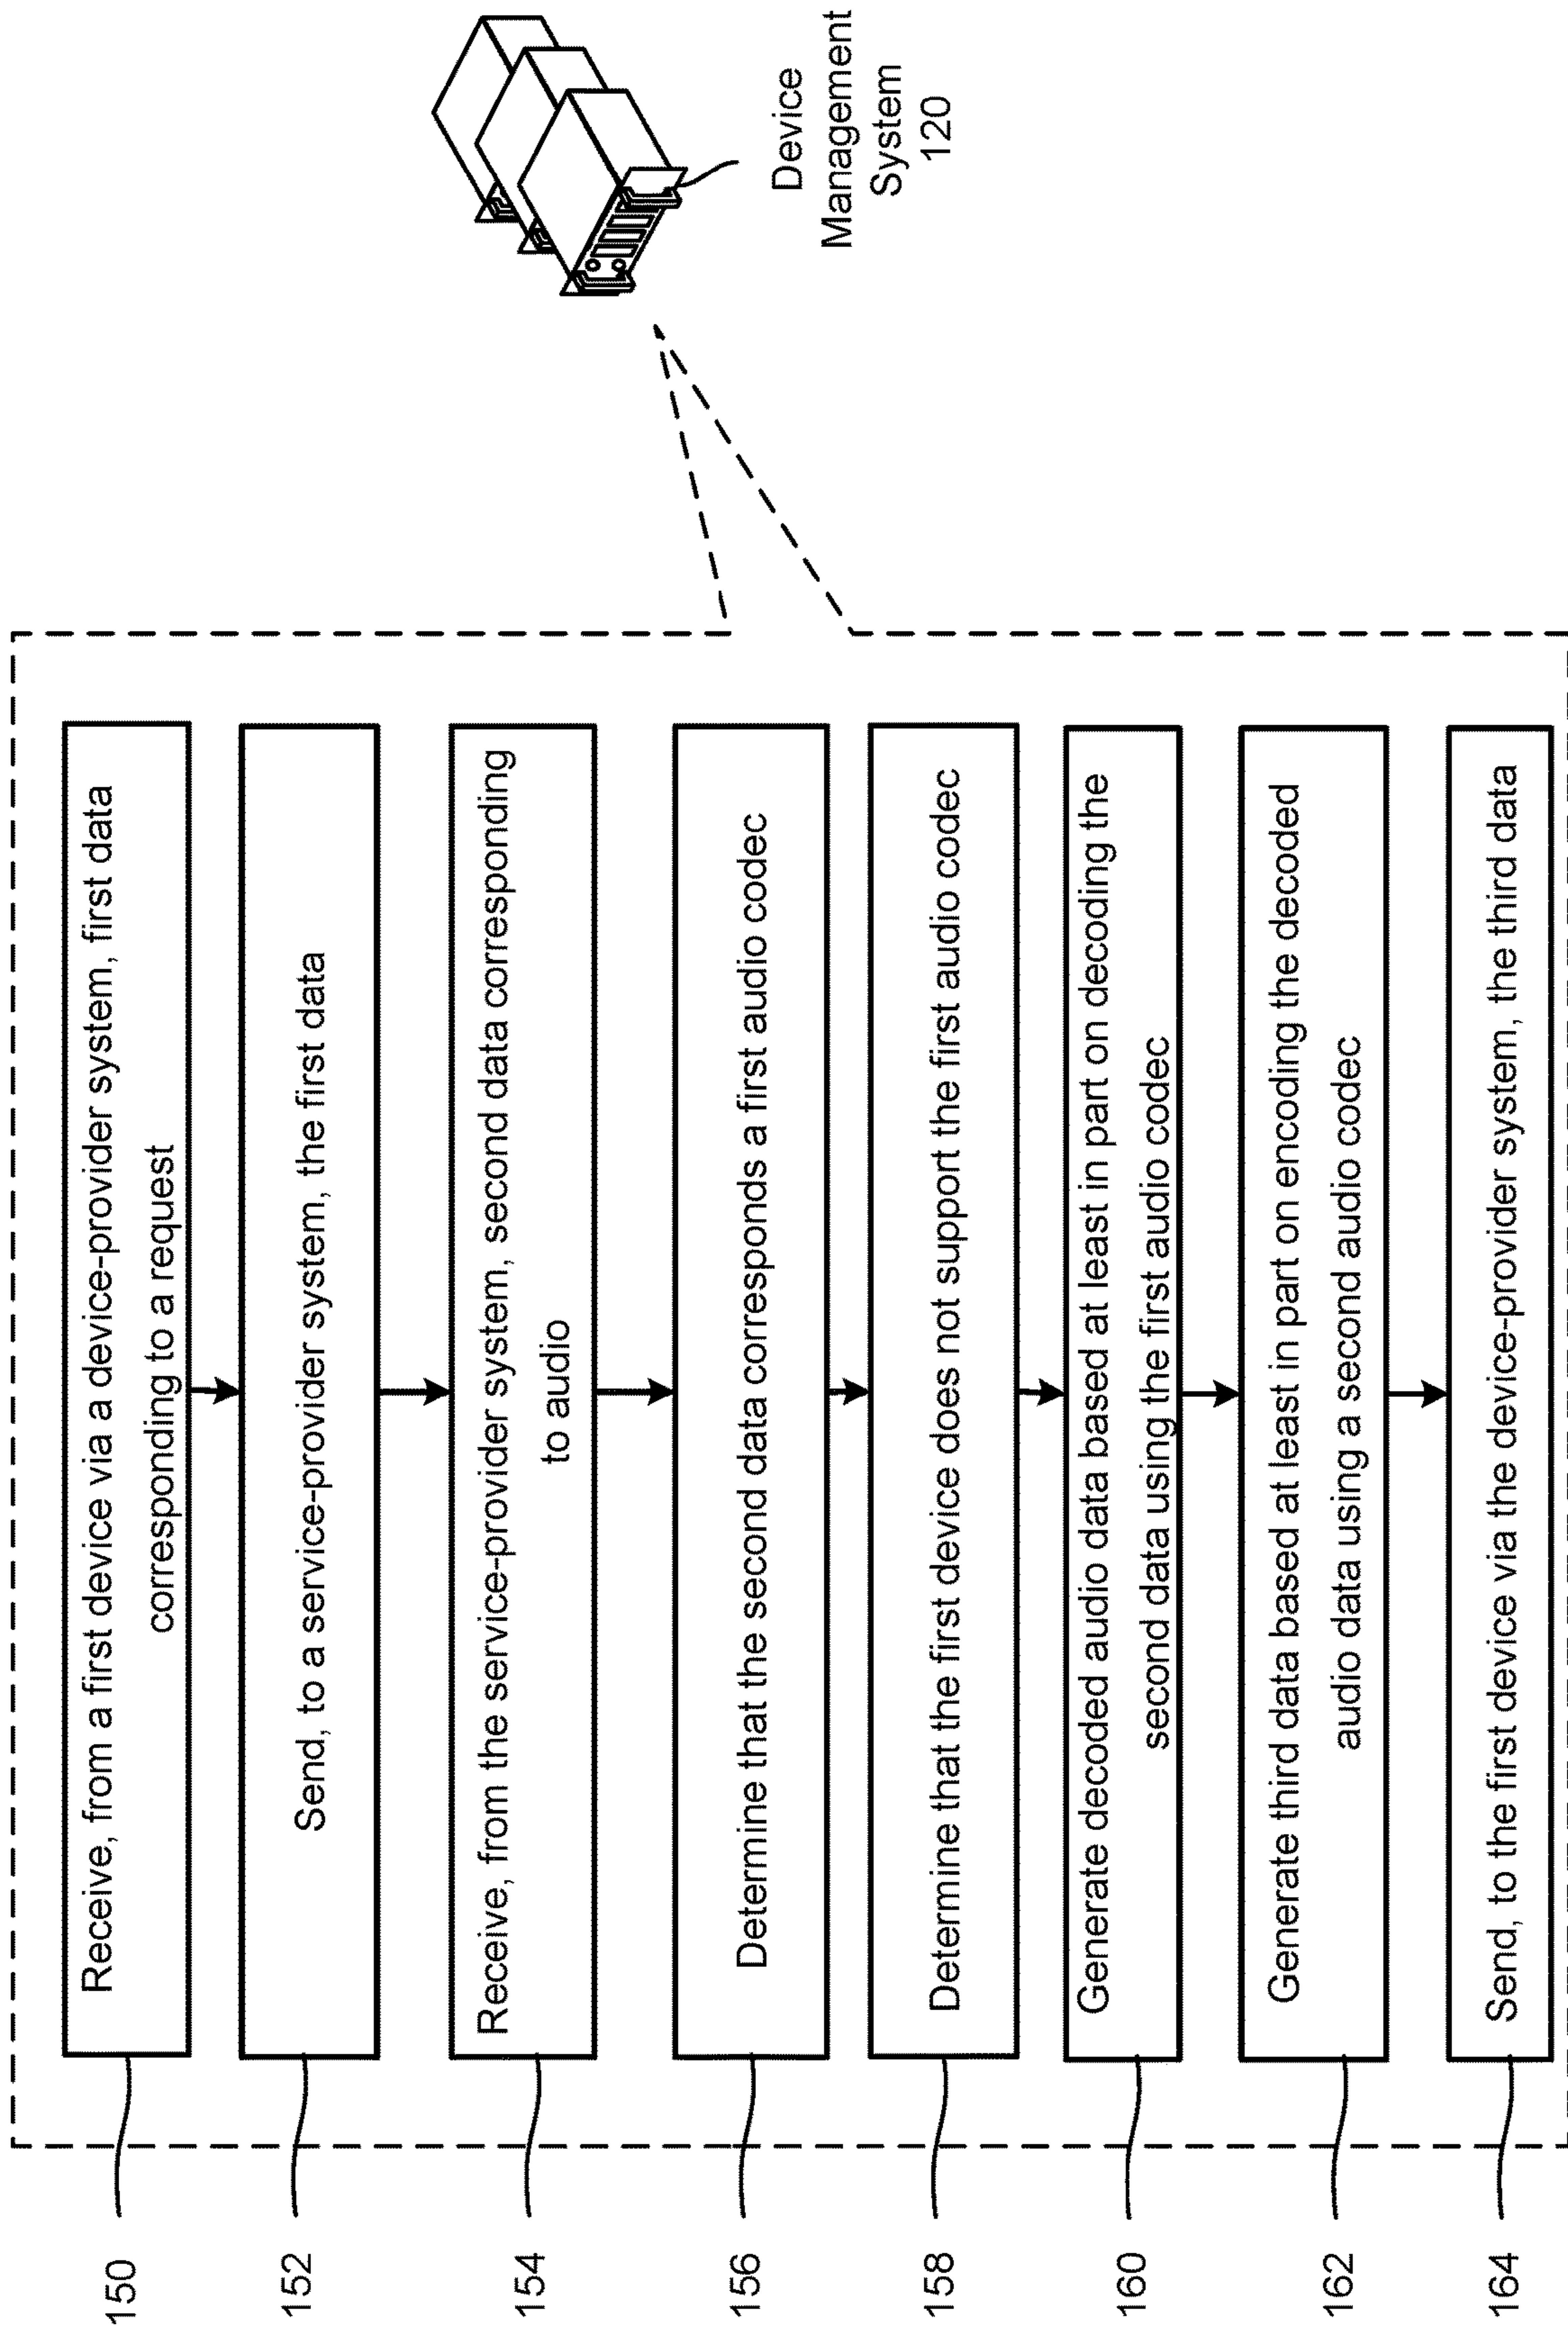 150
Receive, from a first device via a device-provider system, first data
corresponding to a request
152
Send, to a service-provider system, the first data
154
Receive, from the service-provider system, second data corresponding
to audio
156
Determine that the second data corresponds a first audio codec
158
Determine that the first device does not support the first audio codec
160
Generate decoded audio data based at least in part on decoding the
second data using the first audio codec
162
Generate third data based at least in part on encoding the decoded
audio data using a second audio codec
164
Send, to the first device via the device-provider system, the third data
Device
Management
System
120